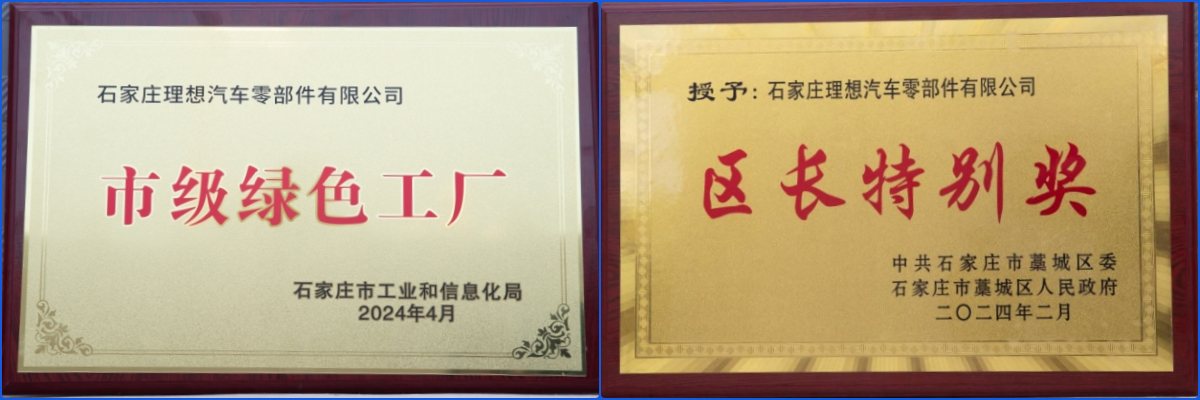 石家庄理想汽车零部件有限公司
市级绿色工厂
石家庄市工业和信息化局
2024年4月
授予:石家庄理想汽车零部件有限公司
区长特别奖
中共石家庄市藁城区委
石家庄市藁城区人民政府
二〇二四年二月